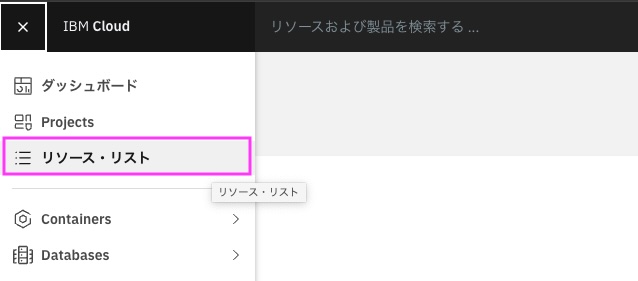 IBM Cloud
リソースおよび製品を検索する ...
ダッシュボード
Projects
リソース・リスト
リソース・リスト
Containers
Databases